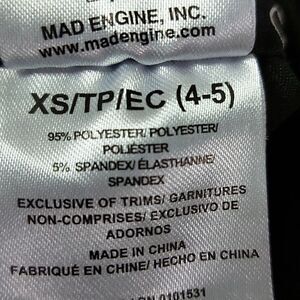 MAD ENGINE, INC.
www.madengine.com
XS/TP/EC (4-5)
95% POLYESTER/ POLYESTER/
POLIÉSTER
5% SPANDEX/ ÉLASTHANNE/
SPANDEX
EXCLUSIVE OF TRIMS/ GARNITURES
NON-COMPRISES/ EXCLUSIVO DE
ADORNOS
MADE IN CHINA
FABRIQUÉ EN CHINE/ HECHO EN CHINA
0101531